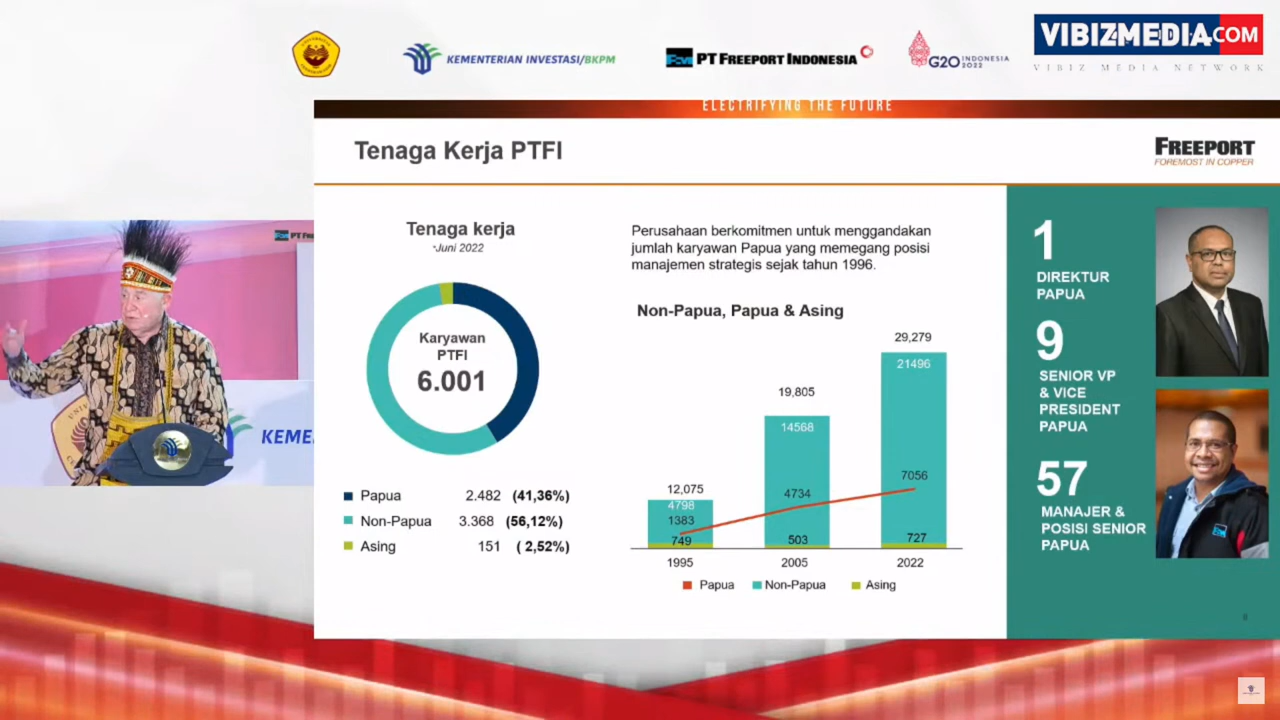 KEMENTERIAN INVESTASI/BKPM
PT FREEPORT INDONESIA
G20 INDONESIA
2022
VIBIZMEDIA.COM
VIBIZ MEDIA NETWORK
ELECTRIFYING THE FUTURE
Tenaga Kerja PTFI
FREEPORT
FOREMOST IN COPPER
Tenaga kerja
*Juni 2022
Karyawan
PTFI
6.001
Papua 2.482 (41,36%)
Non-Papua 3.368 (56,12%)
Asing 151 ( 2,52%)
Perusahaan berkomitmen untuk menggandakan
jumlah karyawan Papua yang memegang posisi
manajemen strategis sejak tahun 1996.
Non-Papua, Papua & Asing
29,279
21496
19,805
14568
7056
12,075
4798
4734
1383
749
503
727
1995 2005 2022
Papua Non-Papua Asing
1
DIREKTUR
PAPUA
9
SENIOR VP
& VICE
PRESIDENT
PAPUA
57
MANAJER &
POSISI SENIOR
PAPUA
PT
KEME